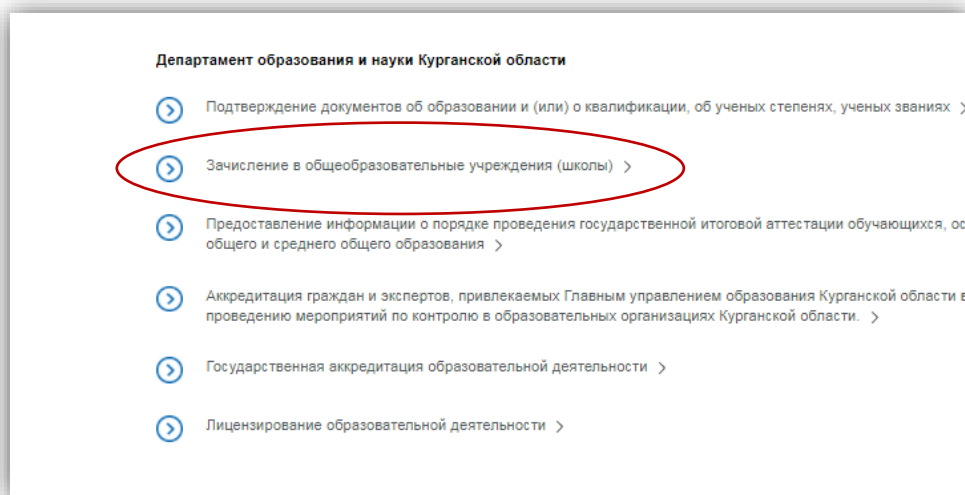 Департамент образования и науки Курганской области
Подтверждение документов об образовании и (или) о квалификации, об ученых степенях, ученых званиях
Зачисление в общеобразовательные учреждения (школы)
Предоставление информации о порядке проведения государственной итоговой аттестации обучающихся, ос
общего и среднего общего образования
Аккредитация граждан и экспертов, привлекаемых Главным управлением образования Курганской области в
проведению мероприятий по контролю в образовательных организациях Курганской области.
Государственная аккредитация образовательной деятельности
Лицензирование образовательной деятельности